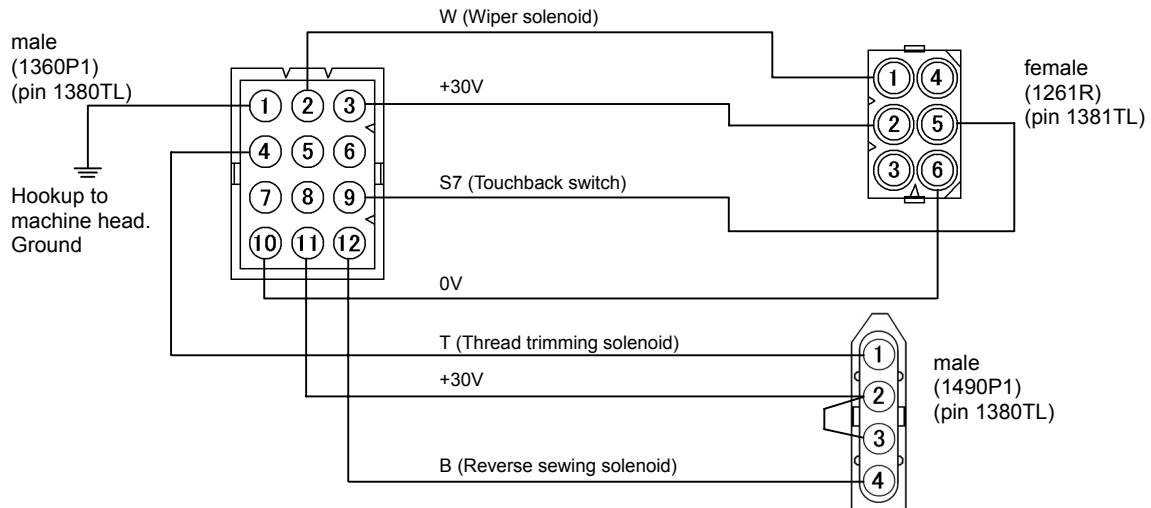 W (Wiper solenoid)
male
(1360P1)
(pin 1380TL)
+30V
female
(1261R)
(pin 1381TL)
1 2 3
4 5 6
7 8 9
10 11 12
1 4
2 5
3 6
Hookup to
machine head.
Ground
S7 (Touchback switch)
0V
T (Thread trimming solenoid)
+30V
B (Reverse sewing solenoid)
1
2
3
4
male
(1490P1)
(pin 1380TL)